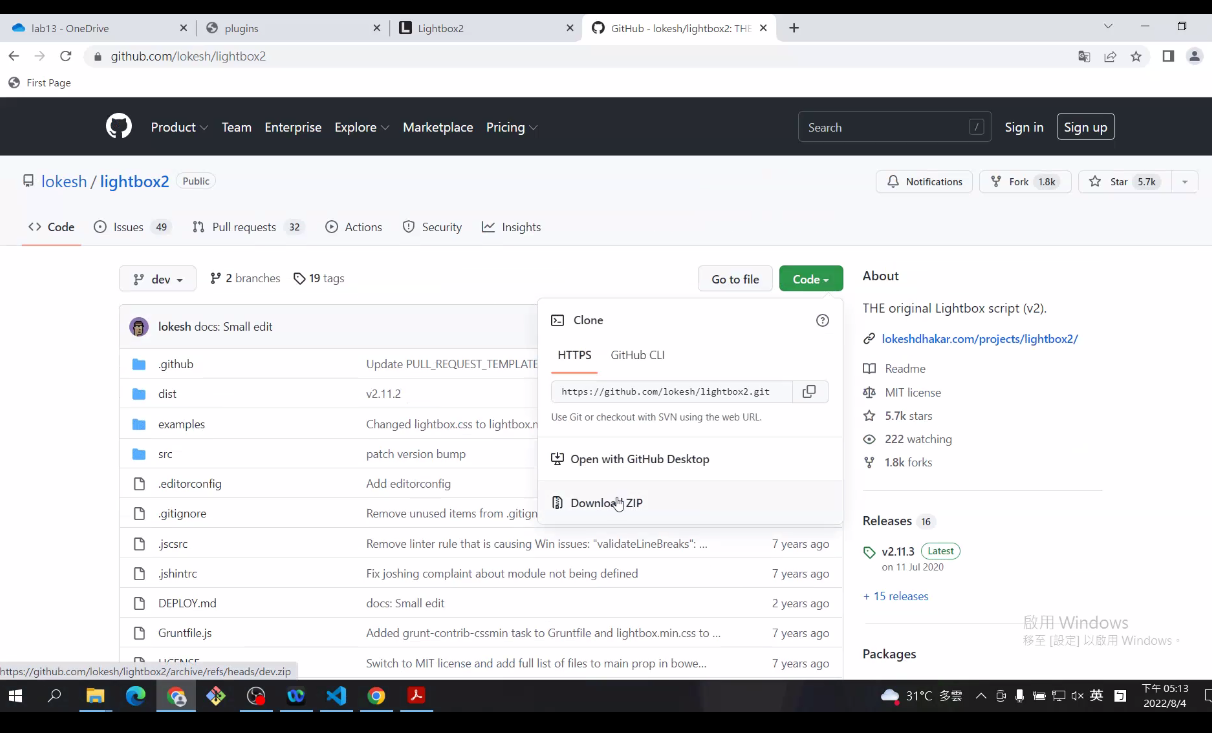 lab13 - OneDrive
plugins
Lightbox2
GitHub - lokesh/lightbox2: THE
github.com/lokesh/lightbox2
First Page
Product Team Enterprise Explore Marketplace Pricing
Search / Sign in Sign up
lokesh / lightbox2 Public
Notifications Fork 1.8k Star 5.7k
<> Code Issues 49 Pull requests 32 Actions Security Insights
dev 2 branches 19 tags Go to file Code
lokesh docs: Small edit
.github Update PULL_REQUEST_TEMPLATE
dist v2.11.2
examples Changed lightbox.css to lightbox.
src patch version bump
.editorconfig Add editorconfig
.gitignore Remove unused items from .gitign
.jscsrc Remove linter rule that is causing Win issues: "validateLineBreaks": ... 7 years ago
.jshintrc Fix joshing complaint about module not being defined 7 years ago
DEPLOY.md docs: Small edit 2 years ago
Gruntfile.js Added grunt-contrib-cssmin task to Gruntfile and lightbox.min.css to ... 7 years ago
LICENSE Switch to MIT license and add full list of files to main prop in bowe... 7 years ago
Clone
HTTPS GitHub CLI
https://github.com/lokesh/lightbox2.git
Use Git or checkout with SVN using the web URL.
Open with GitHub Desktop
Download ZIP
About
THE original Lightbox script (v2).
lokeshdhakar.com/projects/lightbox2/
Readme
MIT license
5.7k stars
222 watching
1.8k forks
Releases 16
v2.11.3 Latest
on 11 Jul 2020
+ 15 releases
Packages
啟用 Windows
移至 [設定] 以啟用 Windows。
https://github.com/lokesh/lightbox2/archive/refs/heads/dev.zip
31°C 多雲 英
下午 05:13
2022/8/4